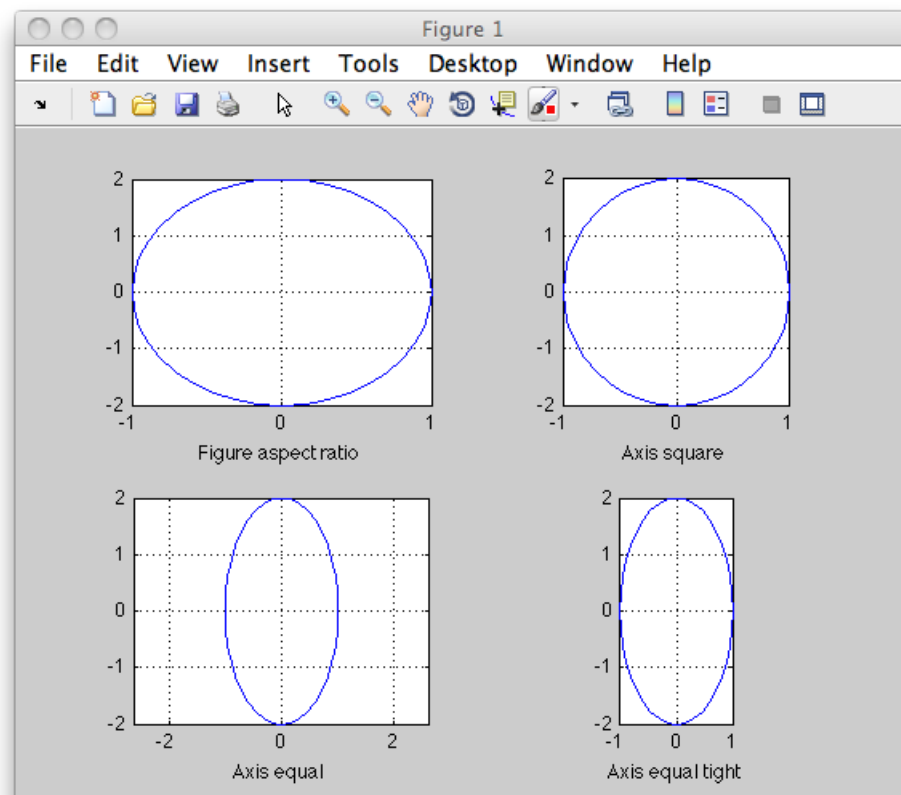 Figure 1
File Edit View Insert Tools Desktop Window Help
2
1
0
-1
-2
-1 0 1
Figure aspect ratio
2
1
0
-1
-2
-1 0 1
Axis square
2
1
0
-1
-2
-2 0 2
Axis equal
2
1
0
-1
-2
-1 0 1
Axis equal tight